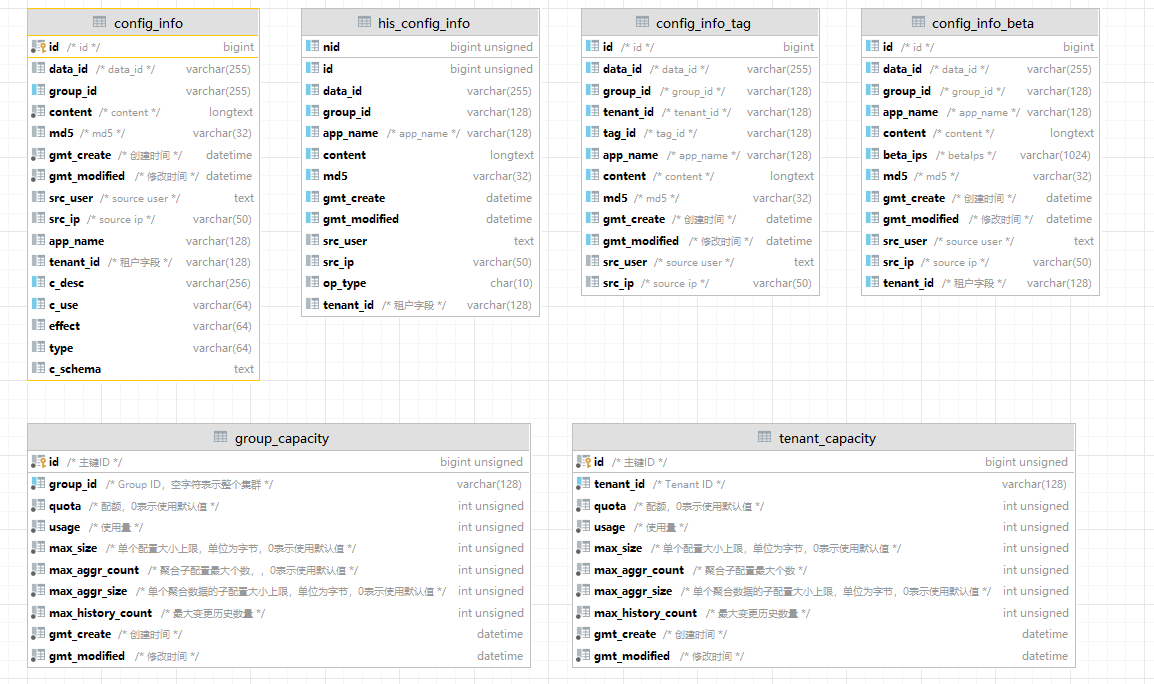 config_info
id /* id */ bigint
data_id /* data_id */ varchar(255)
group_id varchar(255)
content /* content */ longtext
md5 /* md5 */ varchar(32)
gmt_create /* 创建时间 */ datetime
gmt_modified /* 修改时间 */ datetime
src_user /* source user */ text
src_ip /* source ip */ varchar(50)
app_name varchar(128)
tenant_id /* 租户字段 */ varchar(128)
c_desc varchar(256)
c_use varchar(64)
effect varchar(64)
type varchar(64)
c_schema text
his_config_info
nid bigint unsigned
id bigint unsigned
data_id varchar(255)
group_id varchar(128)
app_name /* app_name */ varchar(128)
content longtext
md5 varchar(32)
gmt_create datetime
gmt_modified datetime
src_user text
src_ip varchar(50)
op_type char(10)
tenant_id /* 租户字段 */ varchar(128)
config_info_tag
id /* id */ bigint
data_id /* data_id */ varchar(255)
group_id /* group_id */ varchar(128)
tenant_id /* tenant_id */ varchar(128)
tag_id /* tag_id */ varchar(128)
app_name /* app_name */ varchar(128)
content /* content */ longtext
md5 /* md5 */ varchar(32)
gmt_create /* 创建时间 */ datetime
gmt_modified /* 修改时间 */ datetime
src_user /* source user */ text
src_ip /* source ip */ varchar(50)
config_info_beta
id /* id */ bigint
data_id /* data_id */ varchar(255)
group_id /* group_id */ varchar(128)
app_name /* app_name */ varchar(128)
content /* content */ longtext
beta_ips /* betaIps */ varchar(1024)
md5 /* md5 */ varchar(32)
gmt_create /* 创建时间 */ datetime
gmt_modified /* 修改时间 */ datetime
src_user /* source user */ text
src_ip /* source ip */ varchar(50)
tenant_id /* 租户字段 */ varchar(128)
group_capacity
id /* 主键ID */ bigint unsigned
group_id /* Group ID，空字符表示整个集群 */ varchar(128)
quota /* 配额，0表示使用默认值 */ int unsigned
usage /* 使用量 */ int unsigned
max_size /* 单个配置大小上限，单位为字节，0表示使用默认值 */ int unsigned
max_aggr_count /* 聚合子配置最大个数，，0表示使用默认值 */ int unsigned
max_aggr_size /* 单个聚合数据的子配置大小上限，单位为字节，0表示使用默认值 */ int unsigned
max_history_count /* 最大变更历史数量 */ int unsigned
gmt_create /* 创建时间 */ datetime
gmt_modified /* 修改时间 */ datetime
tenant_capacity
id /* 主键ID */ bigint unsigned
tenant_id /* Tenant ID */ varchar(128)
quota /* 配额，0表示使用默认值 */ int unsigned
usage /* 使用量 */ int unsigned
max_size /* 单个配置大小上限，单位为字节，0表示使用默认值 */ int unsigned
max_aggr_count /* 聚合子配置最大个数 */ int unsigned
max_aggr_size /* 单个聚合数据的子配置大小上限，单位为字节，0表示使用默认值 */ int unsigned
max_history_count /* 最大变更历史数量 */ int unsigned
gmt_create /* 创建时间 */ datetime
gmt_modified /* 修改时间 */ datetime